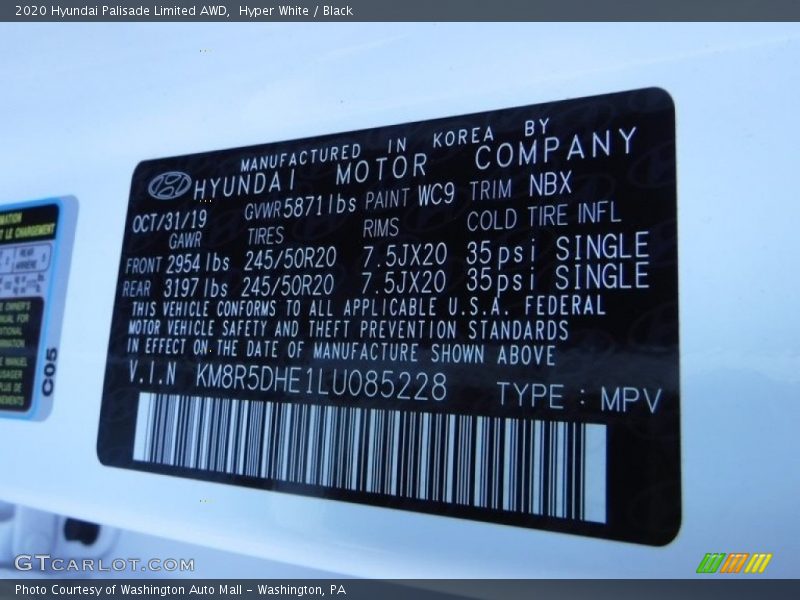 2020 Hyundai Palisade Limited AWD,  Hyper White / Black
MANUFACTURED IN KOREA BY
HYUNDAI MOTOR COMPANY
OCT/31/19 GVWR 5871lbs PAINT WC9 TRIM NBX
GAWR TIRES RIMS COLD TIRE INFL
FRONT 2954 lbs 245/50R20 7.5JX20 35psi SINGLE
REAR 3197 lbs 245/50R20 7.5JX20 35psi SINGLE
THIS VEHICLE CONFORMS TO ALL APPLICABLE U.S.A. FEDERAL
MOTOR VEHICLE SAFETY AND THEFT PREVENTION STANDARDS
IN EFFECT ON THE DATE OF MANUFACTURE SHOWN ABOVE
V.I.N KM8R5DHE1LU085228 TYPE : MPV
C05
GTCARLOT.COM
Photo Courtesy of Washington Auto Mall - Washington, PA